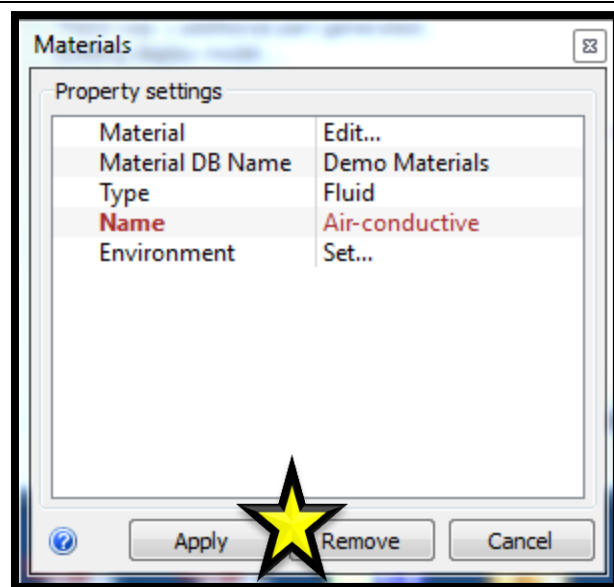 Materials
Property settings
Material Edit...
Material DB Name Demo Materials
Type Fluid
Name Air-conductive
Environment Set...
Apply Remove Cancel